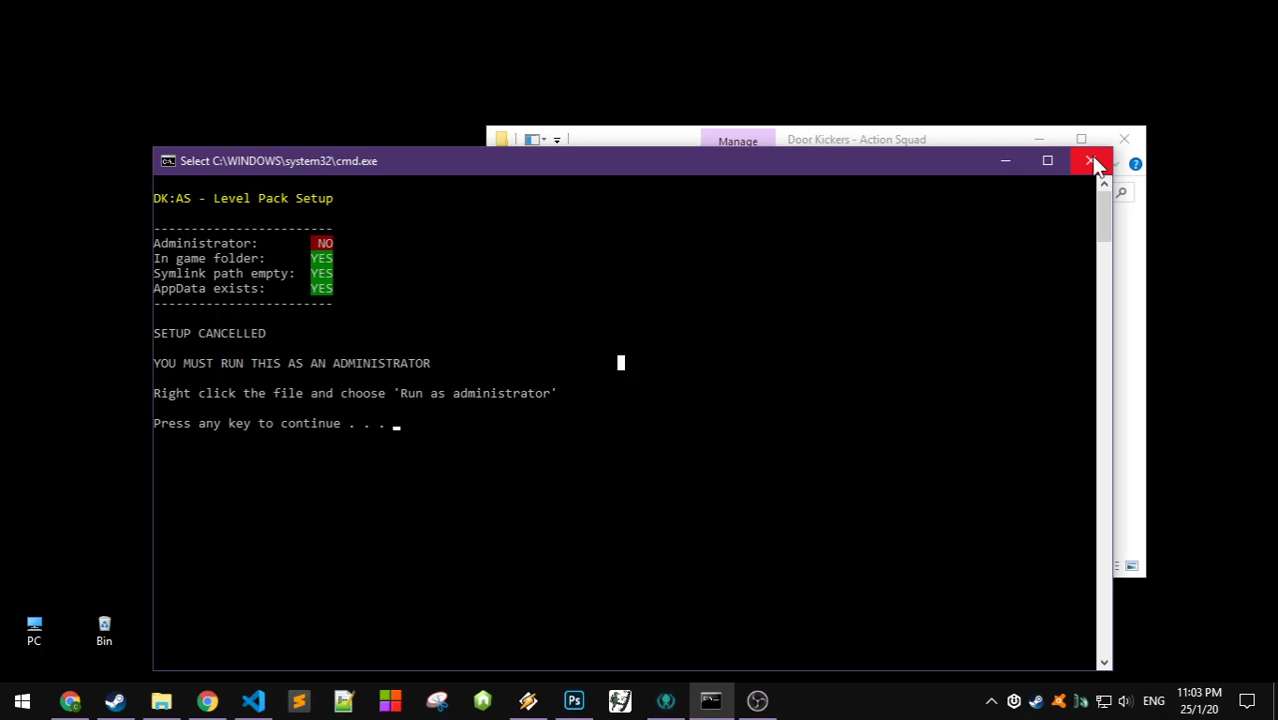 Manage
Door Kickers - Action Squad
Select C:\WINDOWS\system32\cmd.exe
DK:AS - Level Pack Setup
------------------------
Administrator: NO
In game folder: YES
Symlink path empty: YES
AppData exists: YES
------------------------
SETUP CANCELLED
YOU MUST RUN THIS AS AN ADMINISTRATOR
Right click the file and choose 'Run as administrator'
Press any key to continue . . .
PC
Bin
Ps
ENG
11:03 PM
25/1/20